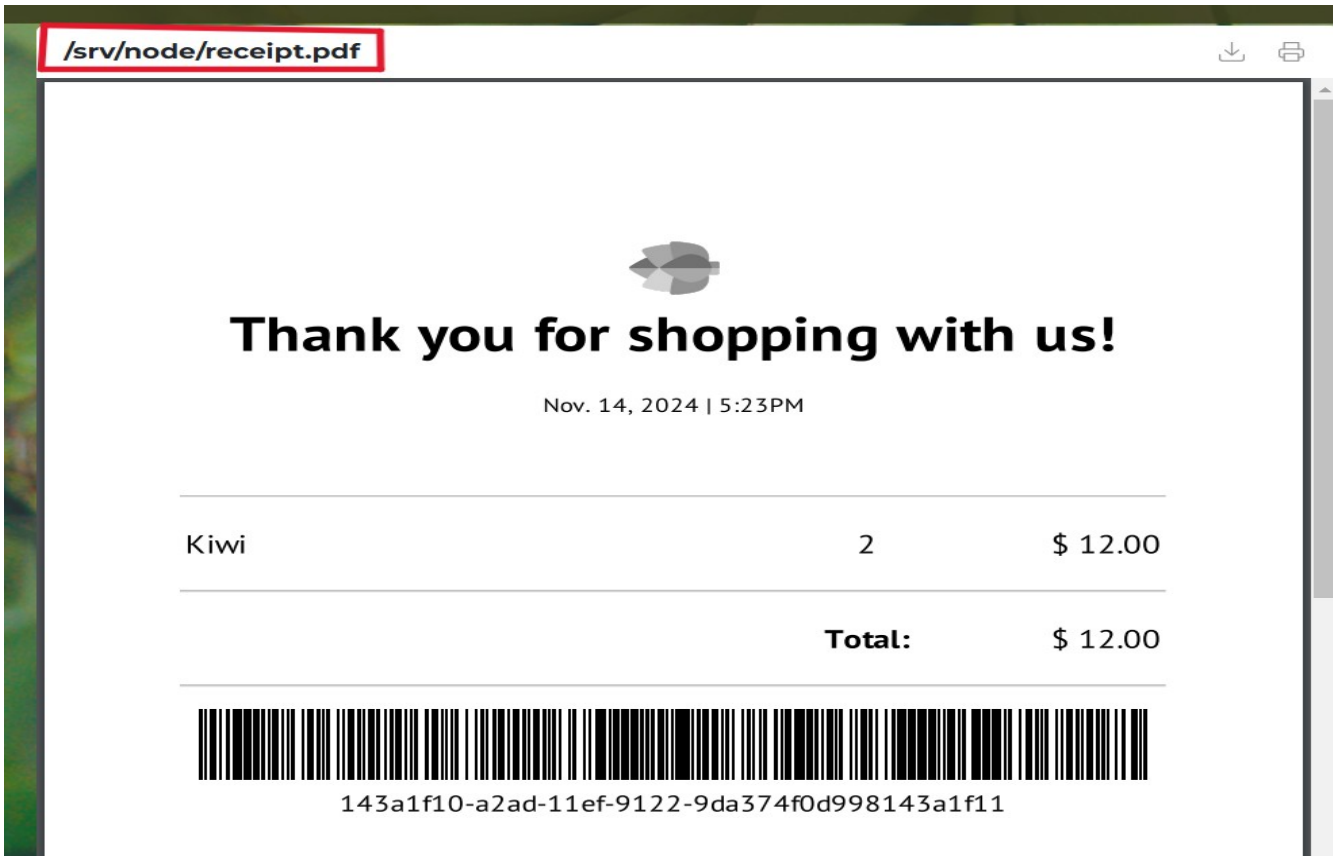 /srv/node/receipt.pdf
Thank you for shopping with us!
Nov. 14, 2024 | 5:23PM
Kiwi 2 $ 12.00
Total: $ 12.00
143a1f10-a2ad-11ef-9122-9da374f0d998143a1f11